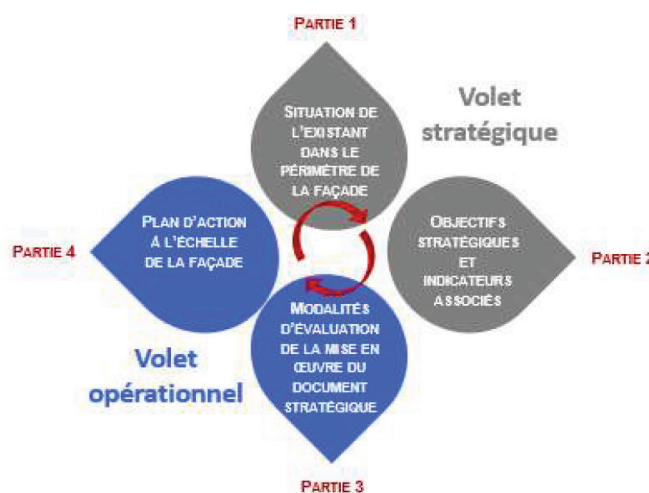 PARTIE 1
SITUATION DE
L'EXISTANT
DANS LE
PÉRIMÈTRE DE
LA FAÇADE
Volet
stratégique
OBJECTIFS
STRATÉGIQUES
ET
INDICATEURS
ASSOCIÉS
PARTIE 2
MODALITÉS
D'ÉVALUATION
DE LA MISE EN
ŒUVRE DU
DOCUMENT
STRATÉGIQUE
PARTIE 3
PLAN D'ACTION
À L'ÉCHELLE
DE LA FAÇADE
PARTIE 4
Volet
opérationnel